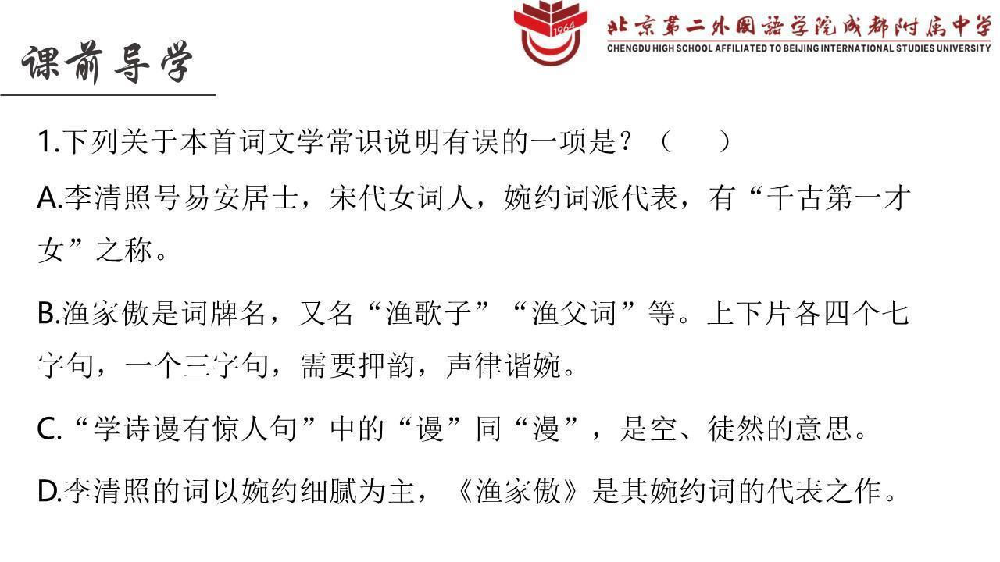 1964
北京第二外国语学院成都附属中学
CHENGDU HIGH SCHOOL AFFILIATED TO BEIJING INTERNATIONAL STUDIES UNIVERSITY
课前导学
1.下列关于本首词文学常识说明有误的一项是？（ ）
A.李清照号易安居士，宋代女词人，婉约词派代表，有“千古第一才
女”之称。
B.渔家傲是词牌名，又名“渔歌子”“渔父词”等。上下片各四个七
字句，一个三字句，需要押韵，声律谐婉。
C.“学诗谩有惊人句”中的“谩”同“漫”，是空、徒然的意思。
D.李清照的词以婉约细腻为主，《渔家傲》是其婉约词的代表之作。